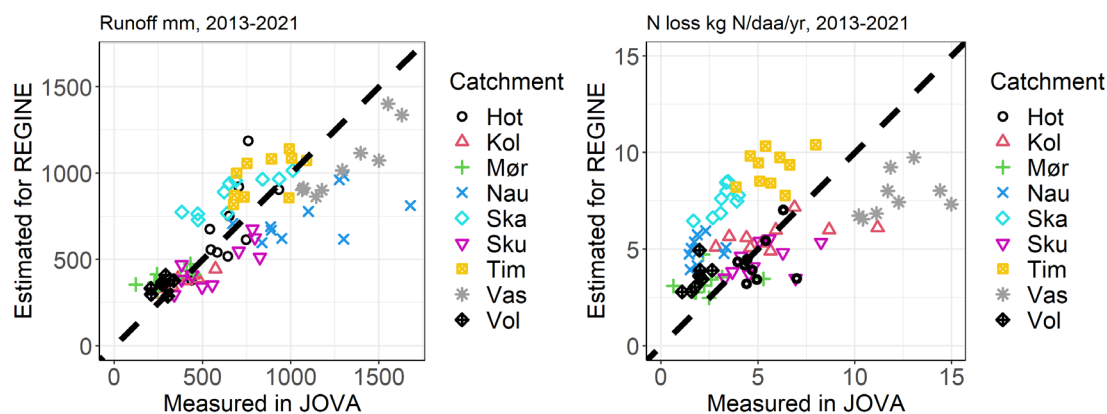 Runoff mm, 2013-2021
Estimated for REGINE
1500
1000
500
0
0 500 1000 1500
Measured in JOVA
Catchment
Hot
Kol
Mør
Nau
Ska
Sku
Tim
Vas
Vol
N loss kg N/daa/yr, 2013-2021
Estimated for REGINE
15
10
5
0
0 5 10 15
Measured in JOVA
Catchment
Hot
Kol
Mør
Nau
Ska
Sku
Tim
Vas
Vol